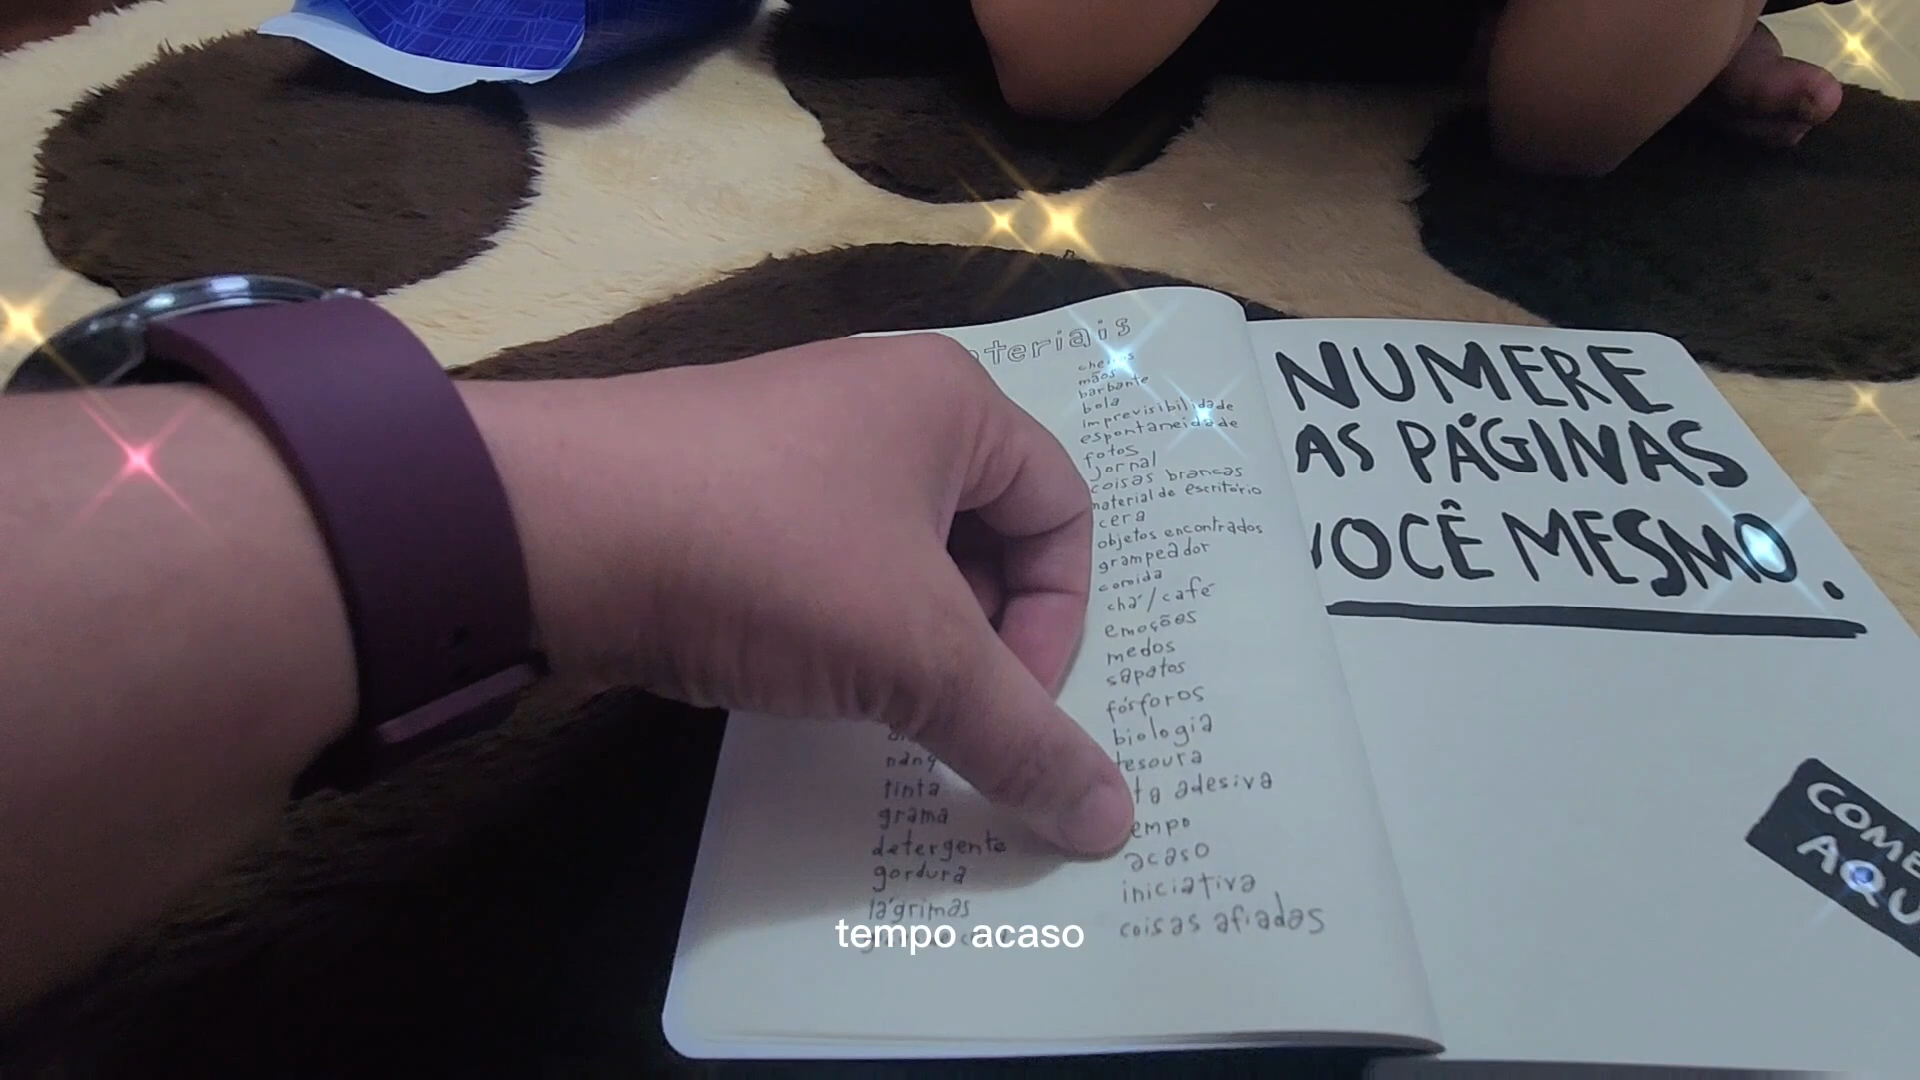 cheiros
mãos
barbante
bola
imprevisibilidade
espontaneidade
fotos
jornal
coisas brancas
material de escritório
cera
objetos encontrados
grampeador
comida
chá/café
emoções
medos
sapatos
fósforos
biologia
tesoura
adesiva
acaso
iniciativa
coisas afiadas
tinta
grama
detergente
gordura
lágrimas
NUMERE
AS PÁGINAS
VOCÊ MESMO.
tempo acaso